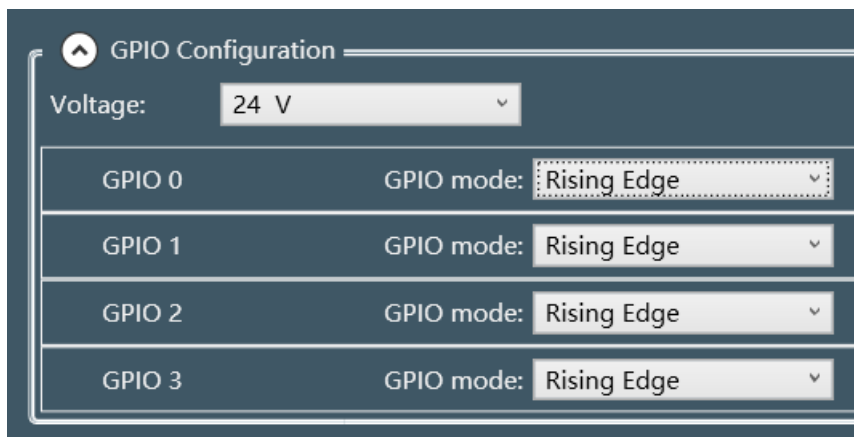 GPIO Configuration
Voltage: 24 V
GPIO 0 GPIO mode: Rising Edge
GPIO 1 GPIO mode: Rising Edge
GPIO 2 GPIO mode: Rising Edge
GPIO 3 GPIO mode: Rising Edge